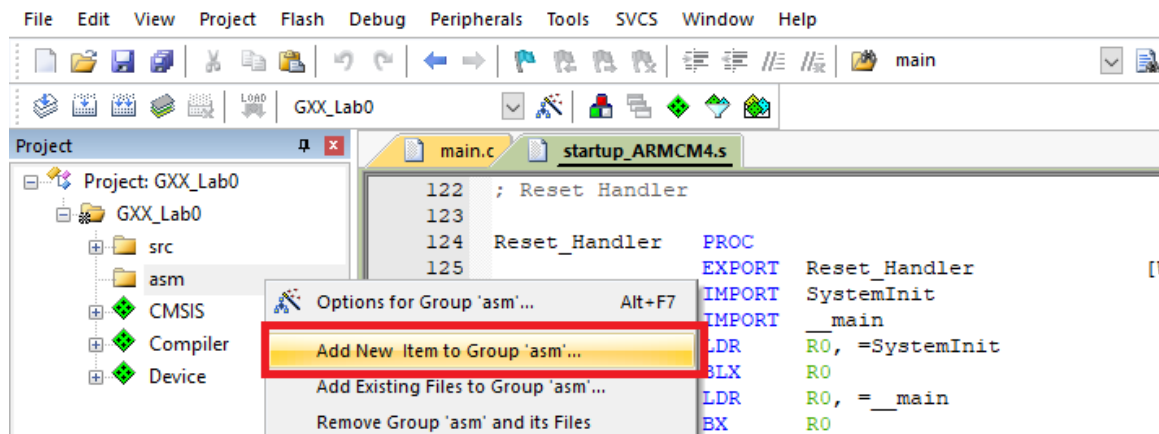 File Edit View Project Flash Debug Peripherals Tools SVCS Window Help
main
LOAD GXX_Lab0
Project
main.c startup_ARMCM4.s
Project: GXX_Lab0
GXX_Lab0
src
asm
CMSIS
Compiler
Device
122 ; Reset Handler
123
124 Reset_Handler PROC
125 EXPORT Reset_Handler [
IMPORT SystemInit
IMPORT __main
LDR R0, =SystemInit
BLX R0
LDR R0, =__main
BX R0
Options for Group 'asm'... Alt+F7
Add New Item to Group 'asm'...
Add Existing Files to Group 'asm'...
Remove Group 'asm' and its Files